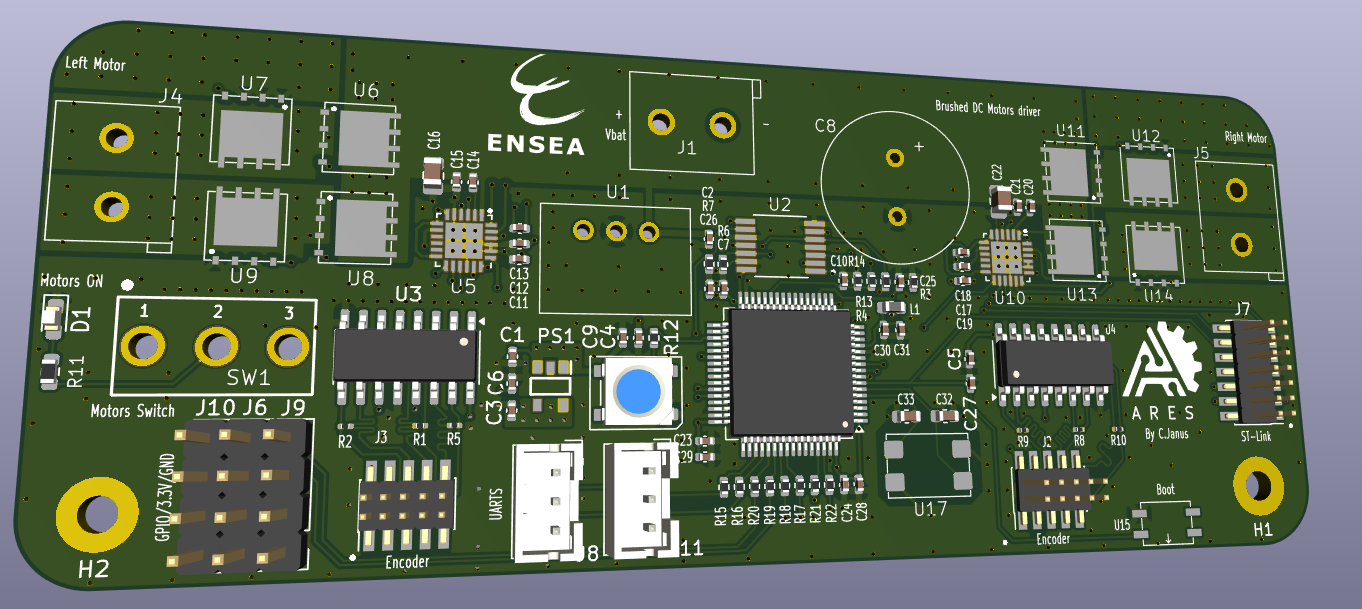 Left Motor
J4
U7
U6
U9
U8
C16
C15
C14
ENSEA
+
Vbat
-
J1
C8
+
Brushed DC Motors driver
U11
U12
Right Motor
J5
C22
C21
C20
U1
C2
R7
C26
R6
C7
U2
U5
C13
C12
C11
C10
R14
C25
R3
R13
R4
L1
C30
C31
C18
C17
C19
U10
U13
U14
J7
Motors ON
D1
R11
1
2
3
SW1
Motors Switch
U3
C1
PS1
C9
C4
R12
C6
C3
C5
C27
J4
ARES
By C.Janus
ST-Link
J10
J6
J9
GPIO/3.3V/GND
R2
J3
R1
R5
Encoder
UARTS
J8
11
C23
C29
R15
R16
R20
R19
R18
R17
R21
R22
C24
C28
C33
C32
U17
R9
J2
R8
R10
Encoder
Boot
U15
H2
H1